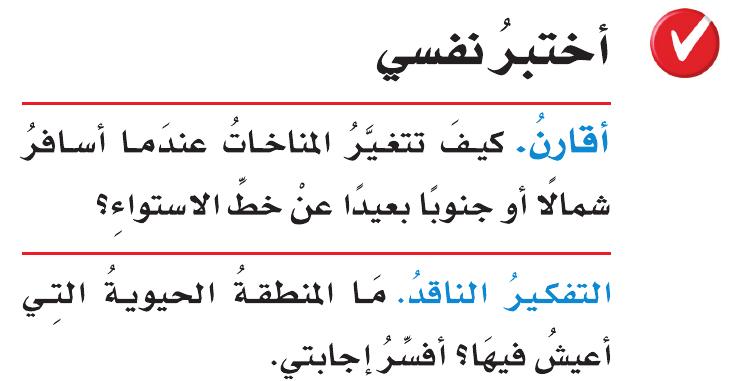 أختبرُ نفسي
أقارنُ. كيفَ تتغيَّرُ المناخاتُ عندَما أسافرُ
شمالًا أو جنوبًا بعيدًا عنْ خطِّ الاستواءِ؟
التفكيرُ الناقدُ. مَا المنطقةُ الحيويةُ التِي
أعيشُ فيهَا؟ أفسِّرُ إجابتي.